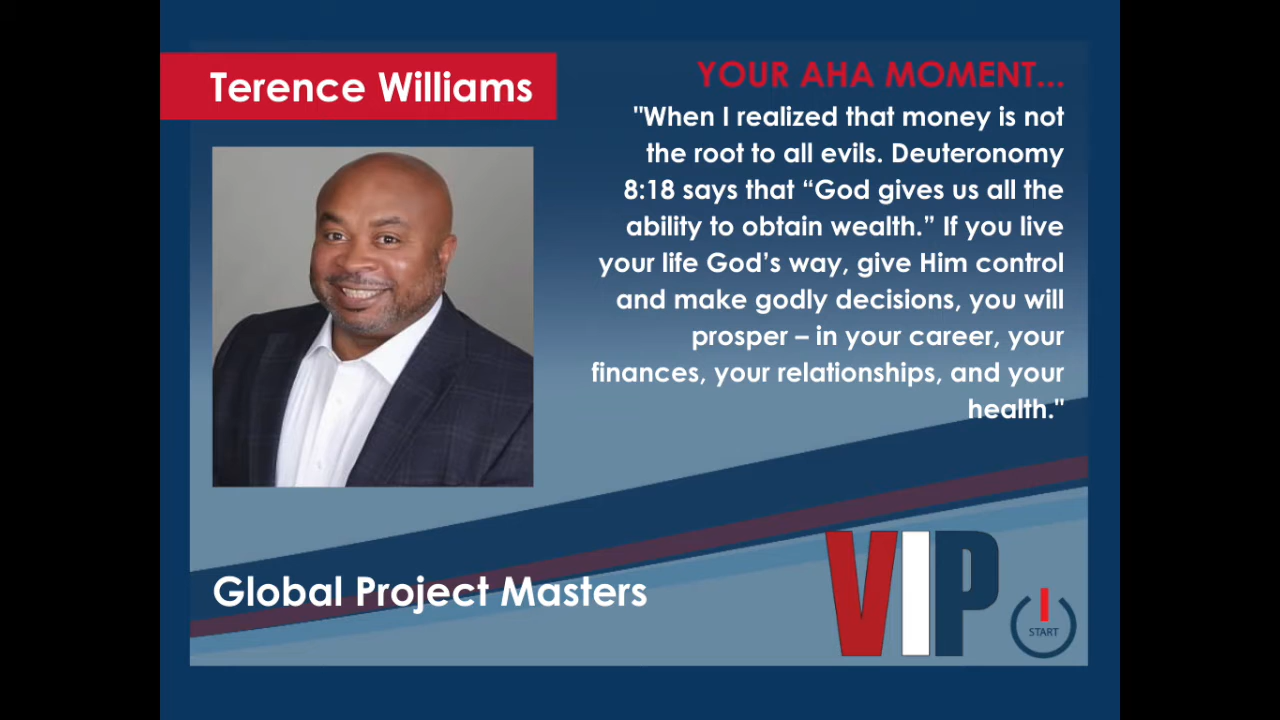 Terence Williams
YOUR AHA MOMENT...
"When I realized that money is not
the root to all evils. Deuteronomy
8:18 says that “God gives us all the
ability to obtain wealth.” If you live
your life God’s way, give Him control
and make godly decisions, you will
prosper – in your career, your
finances, your relationships, and your
health."
Global Project Masters
VIP
START